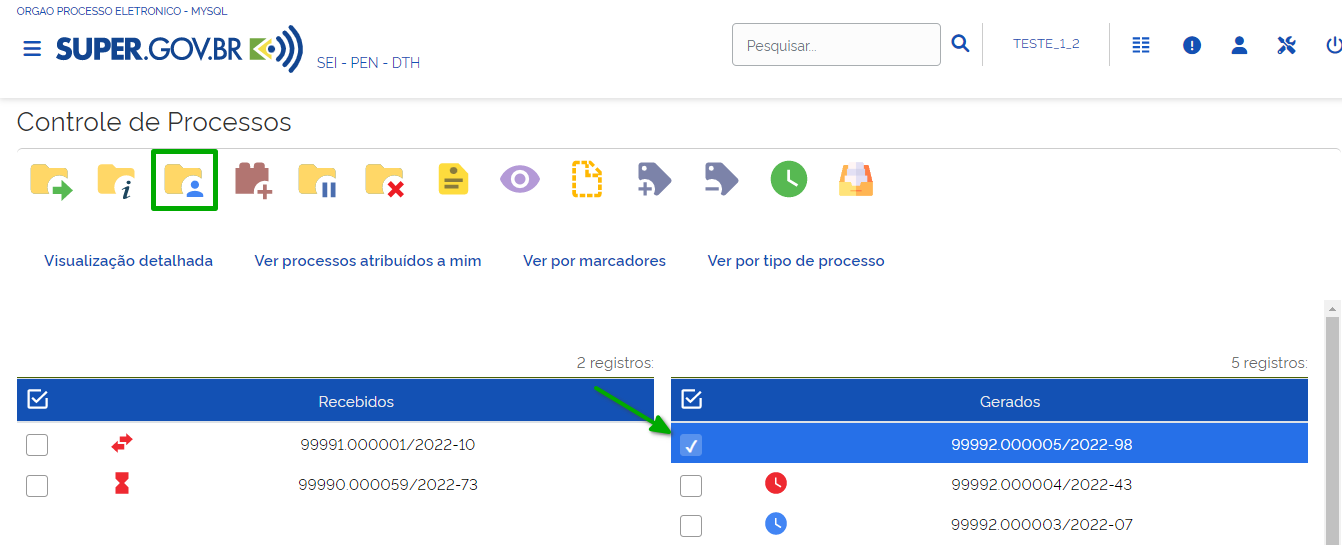 ORGAO PROCESSO ELETRONICO - MYSQL
SUPER.GOV.BR
SEI - PEN - DTH
Pesquisar...
TESTE_1_2
Controle de Processos
Visualização detalhada
Ver processos atribuídos a mim
Ver por marcadores
Ver por tipo de processo
2 registros:
5 registros:
Recebidos
Gerados
99991.000001/2022-10
99992.000005/2022-98
99990.000059/2022-73
99992.000004/2022-43
99992.000003/2022-07